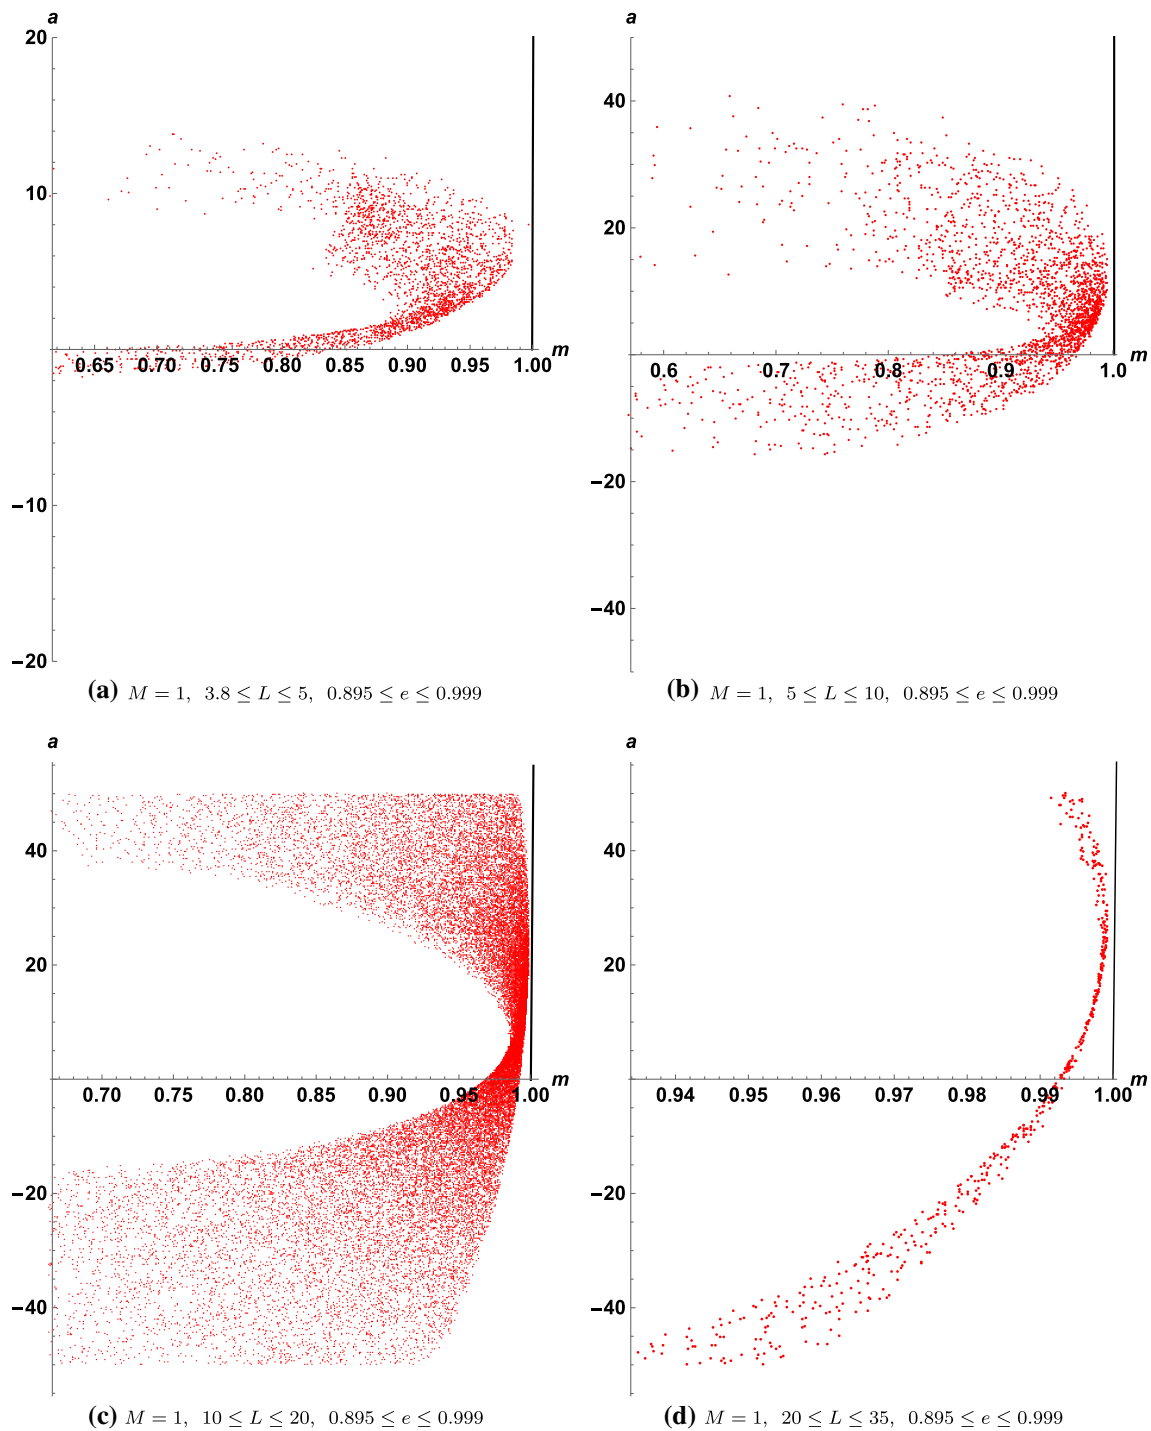 a
20
10
−10
−20
0.65 0.70 0.75 0.80 0.85 0.90 0.95 1.00 m
(a) M = 1, 3.8 ≤ L ≤ 5, 0.895 ≤ e ≤ 0.999
a
40
20
−20
−40
0.6 0.7 0.8 0.9 1.0 m
(b) M = 1, 5 ≤ L ≤ 10, 0.895 ≤ e ≤ 0.999
a
40
20
−20
−40
0.70 0.75 0.80 0.85 0.90 0.95 1.00 m
(c) M = 1, 10 ≤ L ≤ 20, 0.895 ≤ e ≤ 0.999
a
40
20
−20
−40
0.94 0.95 0.96 0.97 0.98 0.99 1.00 m
(d) M = 1, 20 ≤ L ≤ 35, 0.895 ≤ e ≤ 0.999